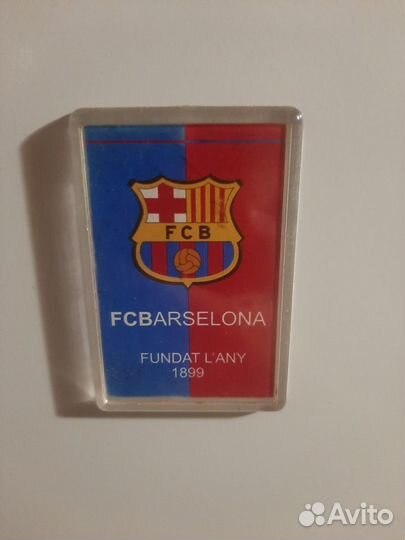 FCB
FCBARSELONA
FUNDAT L'ANY
1899
Avito